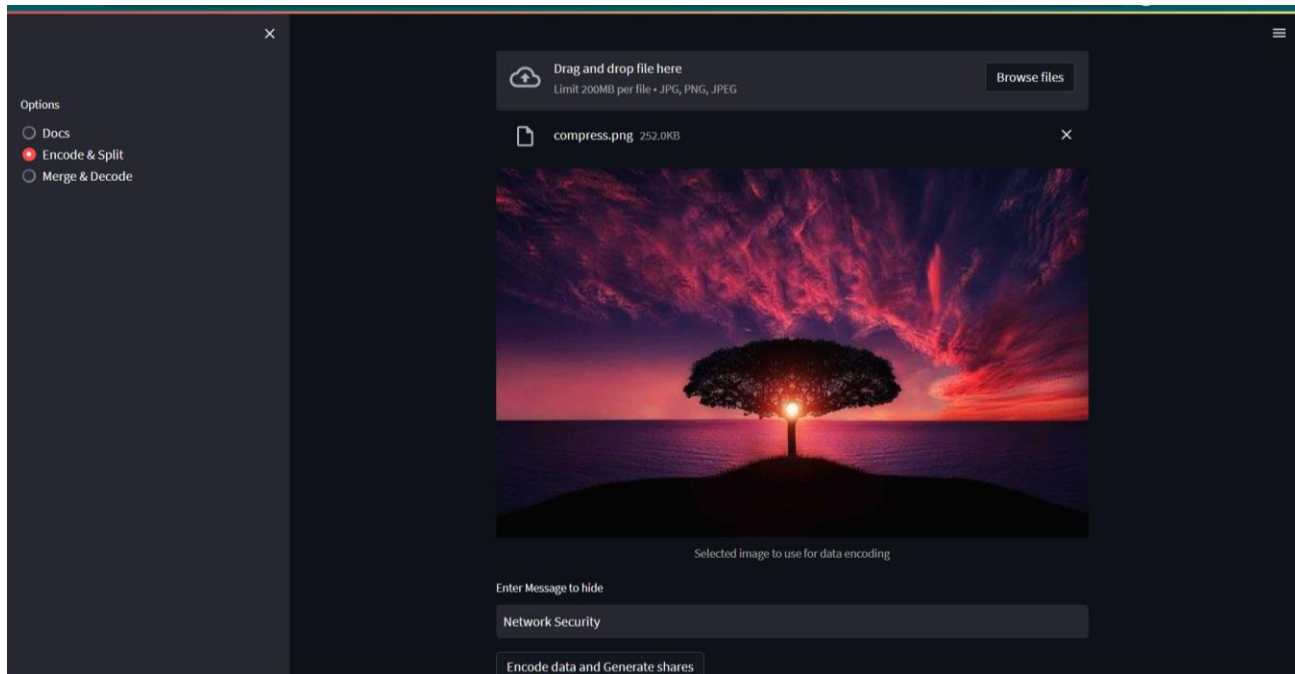 Options
Docs
Encode & Split
Merge & Decode
Drag and drop file here
Limit 200MB per file • JPG, PNG, JPEG
Browse files
compress.png 252.0KB
Selected image to use for data encoding
Enter Message to hide
Network Security
Encode data and Generate shares